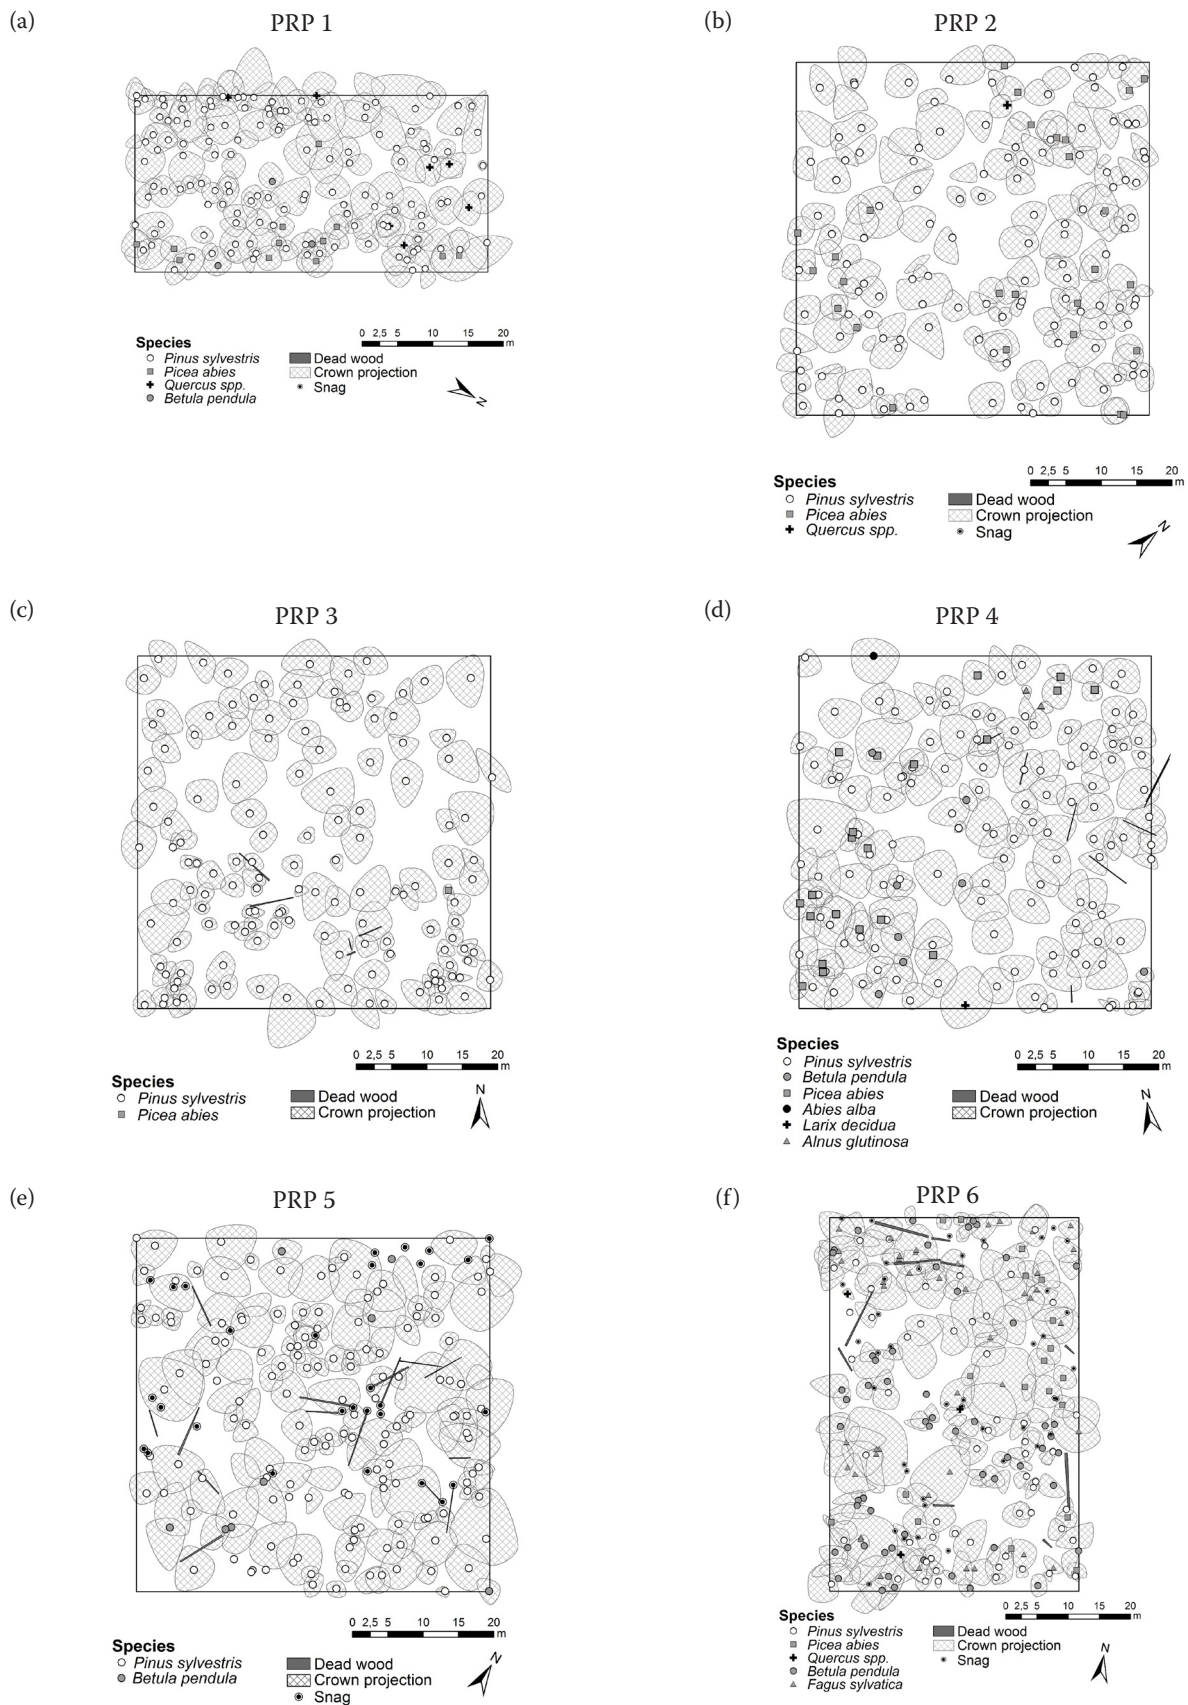 (a)
PRP 1
0 2,5 5 10 15 20
m
Species
Pinus sylvestris
Picea abies
Quercus spp.
Betula pendula
Dead wood
Crown projection
Snag
N
(b)
PRP 2
0 2,5 5 10 15 20
m
Species
Pinus sylvestris
Picea abies
Quercus spp.
Dead wood
Crown projection
Snag
N
(c)
PRP 3
0 2,5 5 10 15 20
m
Species
Pinus sylvestris
Picea abies
Dead wood
Crown projection
N
(d)
PRP 4
0 2,5 5 10 15 20
m
Species
Pinus sylvestris
Betula pendula
Picea abies
Abies alba
Larix decidua
Alnus glutinosa
Dead wood
Crown projection
N
(e)
PRP 5
0 2,5 5 10 15 20
m
Species
Pinus sylvestris
Betula pendula
Dead wood
Crown projection
Snag
N
(f)
PRP 6
0 2,5 5 10 15 20
m
Species
Pinus sylvestris
Picea abies
Quercus spp.
Betula pendula
Fagus sylvatica
Dead wood
Crown projection
Snag
N